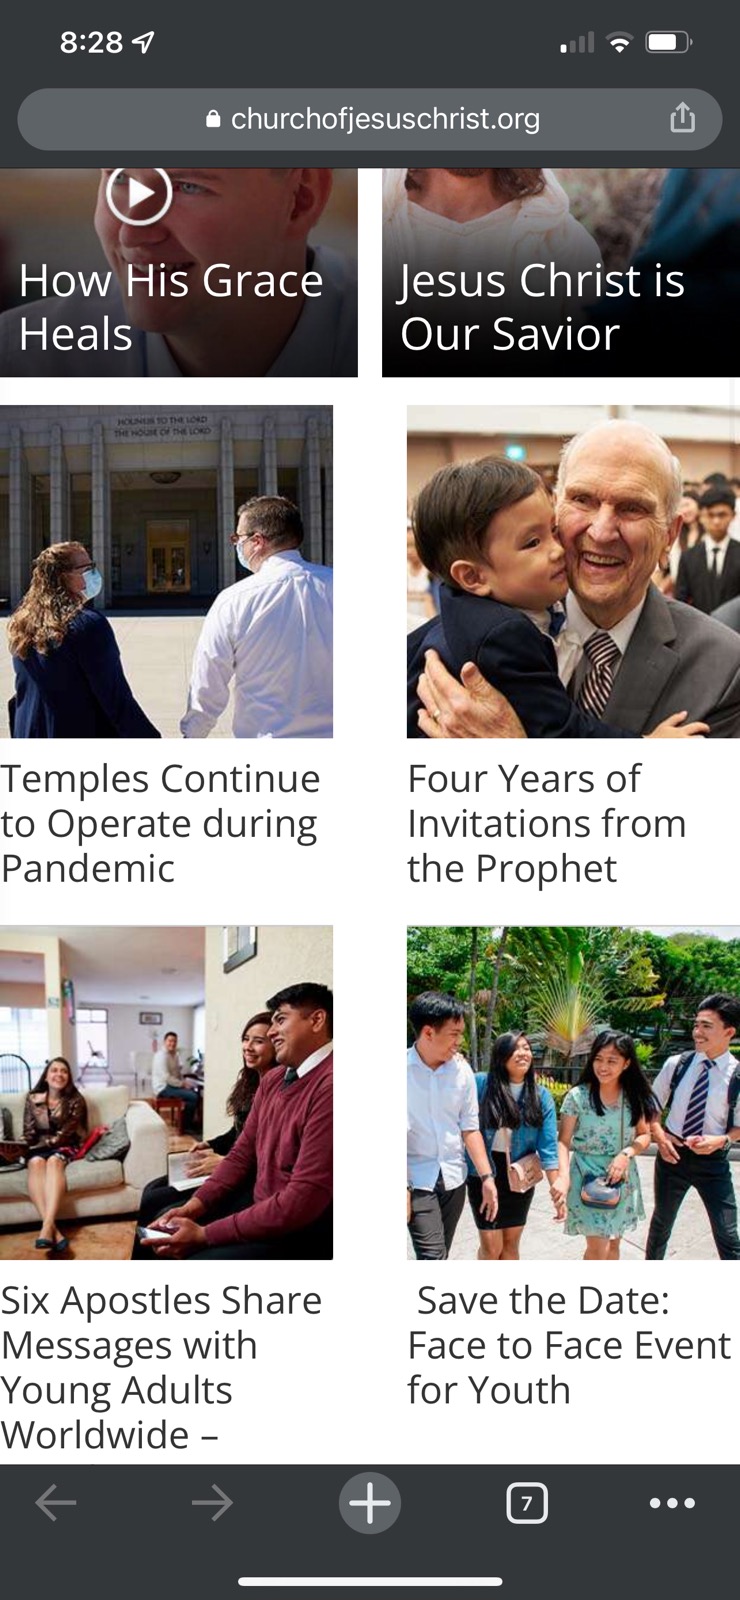 8:28
churchofjesuschrist.org
How His Grace
Heals
Jesus Christ is
Our Savior
HOLINESS TO THE LORD
THE HOUSE OF THE LORD
Temples Continue
to Operate during
Pandemic
Four Years of
Invitations from
the Prophet
Six Apostles Share
Messages with
Young Adults
Worldwide –
Save the Date:
Face to Face Event
for Youth
7